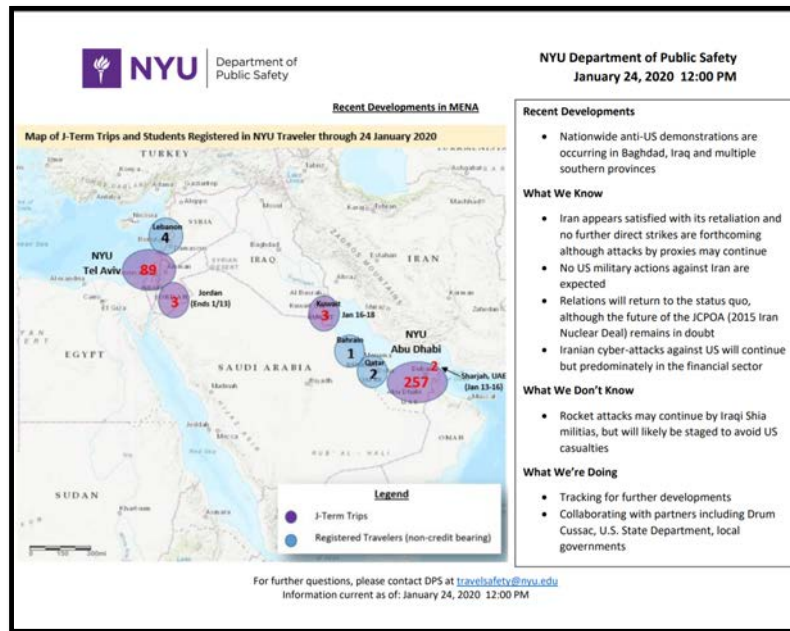 NYU
Department of
Public Safety
NYU Department of Public Safety
January 24, 2020 12:00 PM
Recent Developments in MENA
Map of J-Term Trips and Students Registered in NYU Traveler through 24 January 2020
TURKEY
Lebanon
4
SYRIA
NYU
Tel Aviv
89
Baghdad
IRAQ
IRAN
ZAGROS MOUNTAINS
SYRIAN
DESERT
3
Jordan
(Ends 1/13)
Kuwait
3
Jan 16-18
NYU
Abu Dhabi
Bahrain
1
Qatar
2
2
257
Sharjah, UAE
(Jan 13-16)
EGYPT
SAUDI ARABIA
OMAN
SUDAN
Legend
J-Term Trips
Registered Travelers (non-credit bearing)
Recent Developments
• Nationwide anti-US demonstrations are
occurring in Baghdad, Iraq and multiple
southern provinces
What We Know
• Iran appears satisfied with its retaliation and
no further direct strikes are forthcoming
although attacks by proxies may continue
• No US military actions against Iran are
expected
• Relations will return to the status quo,
although the future of the JCPOA (2015 Iran
Nuclear Deal) remains in doubt
• Iranian cyber-attacks against US will continue
but predominately in the financial sector
What We Don't Know
• Rocket attacks may continue by Iraqi Shia
militias, but will likely be staged to avoid US
casualties
What We're Doing
• Tracking for further developments
• Collaborating with partners including Drum
Cussac, U.S. State Department, local
governments
For further questions, please contact DPS at travelsafety@nyu.edu
Information current as of: January 24, 2020 12:00 PM